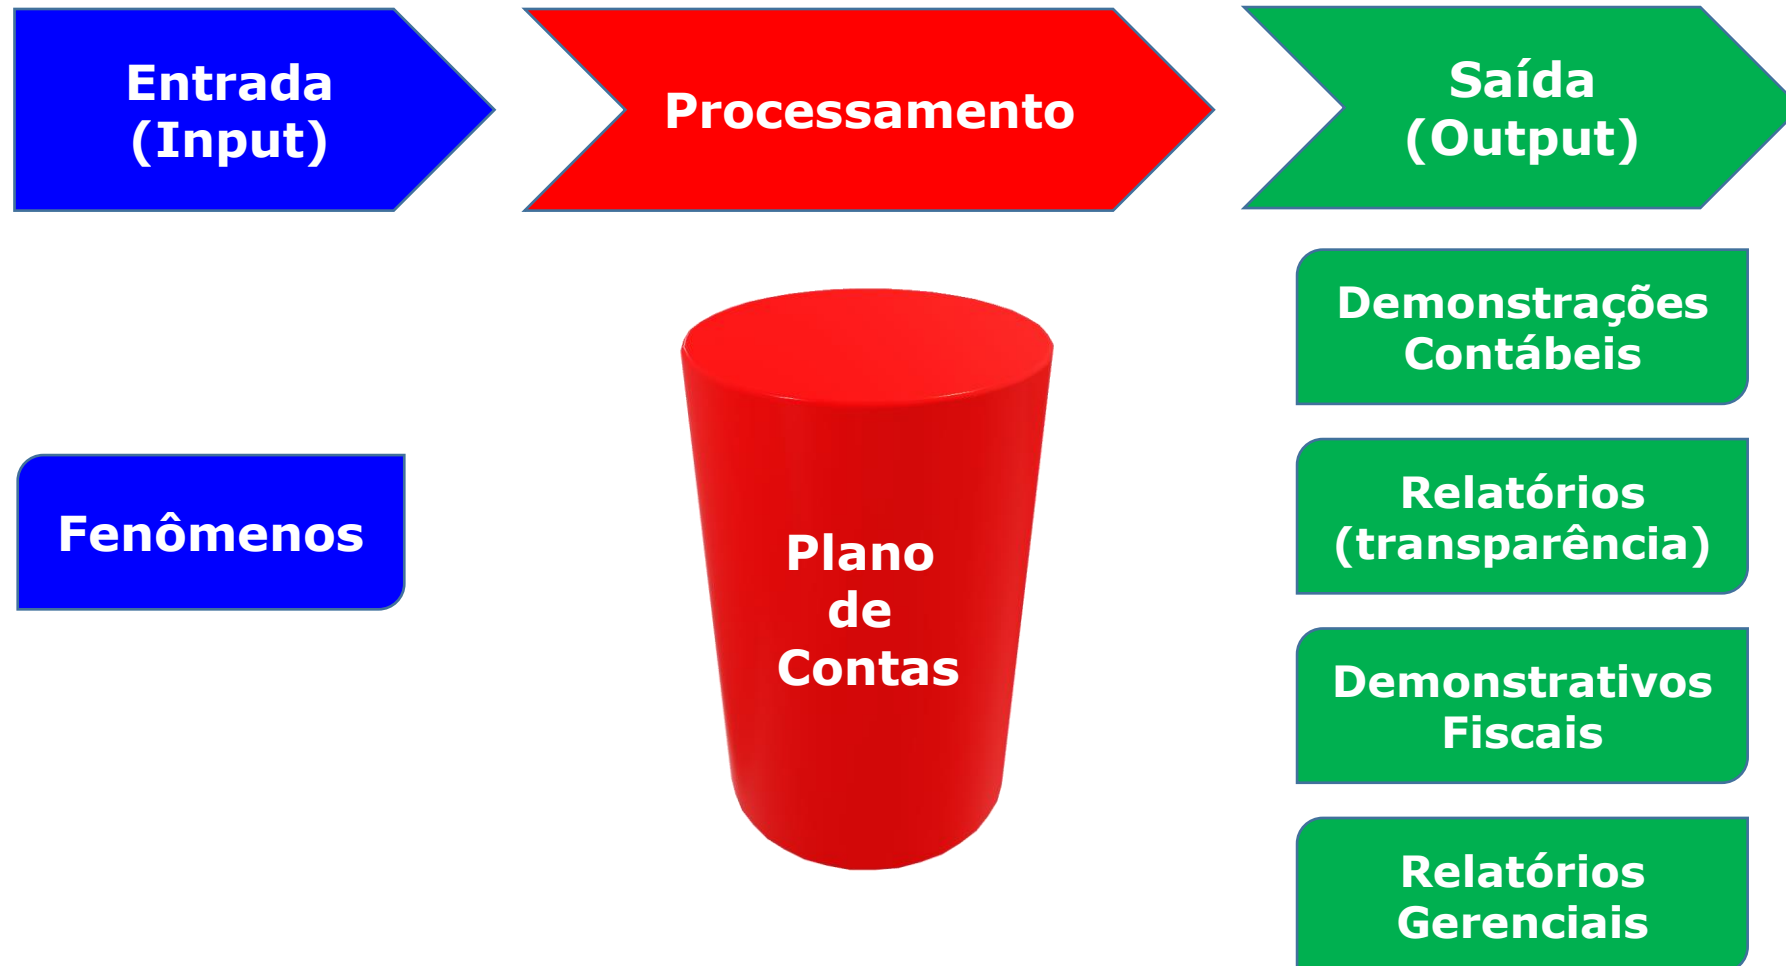 Entrada
(Input)
Processamento
Saída
(Output)
Fenômenos
Plano
de
Contas
Demonstrações
Contábeis
Relatórios
(transparência)
Demonstrativos
Fiscais
Relatórios
Gerenciais